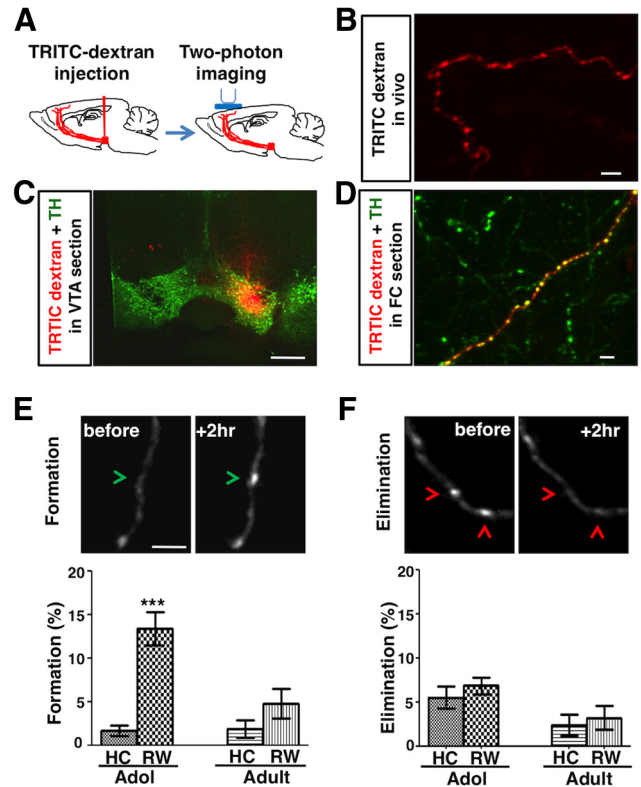 A
TRITC-dextran
injection
Two-photon
imaging
B
TRITC dextran
in vivo
C
TRTIC dextran + TH
in VTA section
D
TRTIC dextran + TH
in FC section
E
Formation
before
+2hr
Formation (%)
20
15
10
5
0
***
HC RW HC RW
Adol Adult
F
Elimination
before
+2hr
Elimination (%)
20
15
10
5
0
HC RW HC RW
Adol Adult